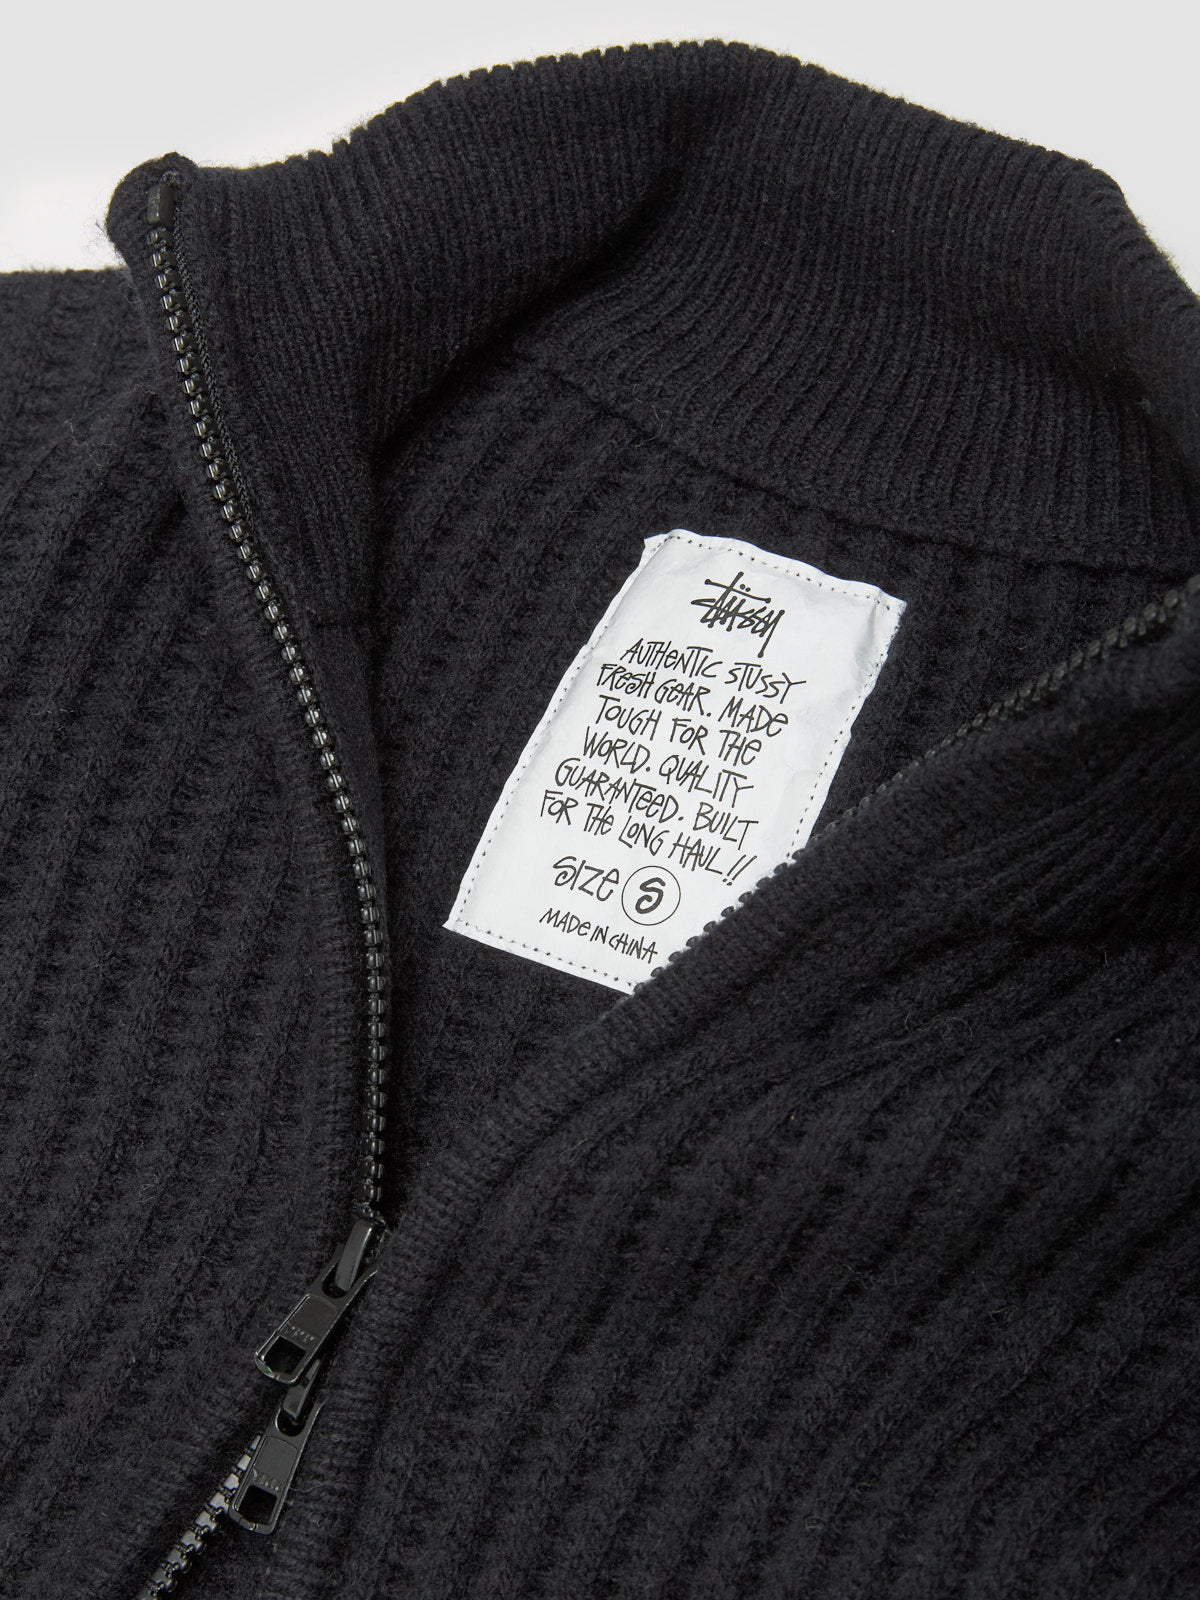 Stüssy
AUTHENTIC STUSSY
FRESH GEAR. MADE
TOUGH FOR THE
WORLD. QUALITY
GUARANTEED. BUILT
FOR THE LONG HAUL!!
SIZE S
MADE IN CHINA